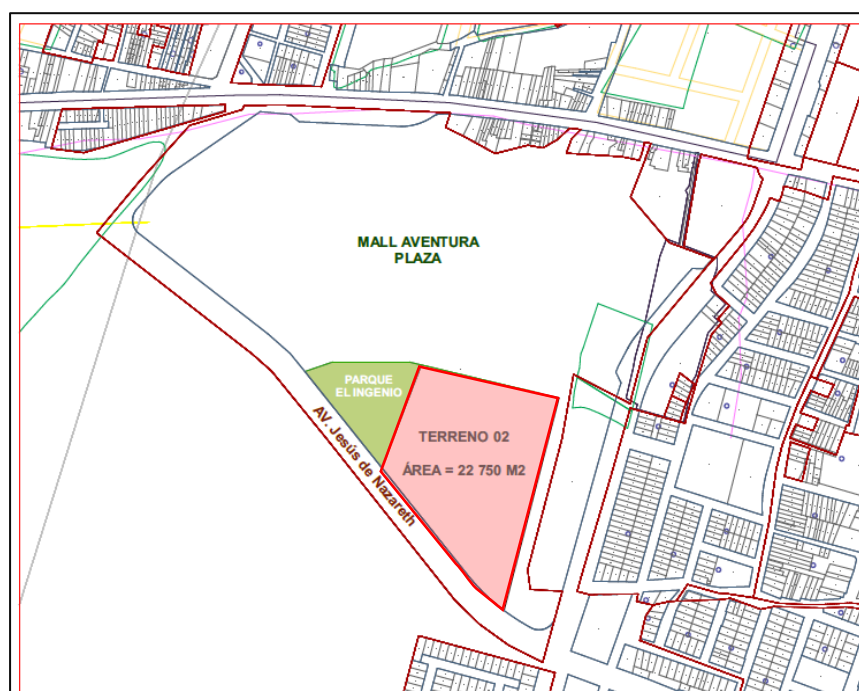 MALL AVENTURA
PLAZA
PARQUE
EL INGENIO
TERRENO 02
ÁREA = 22 750 M2
AV. Jesús de Nazareth